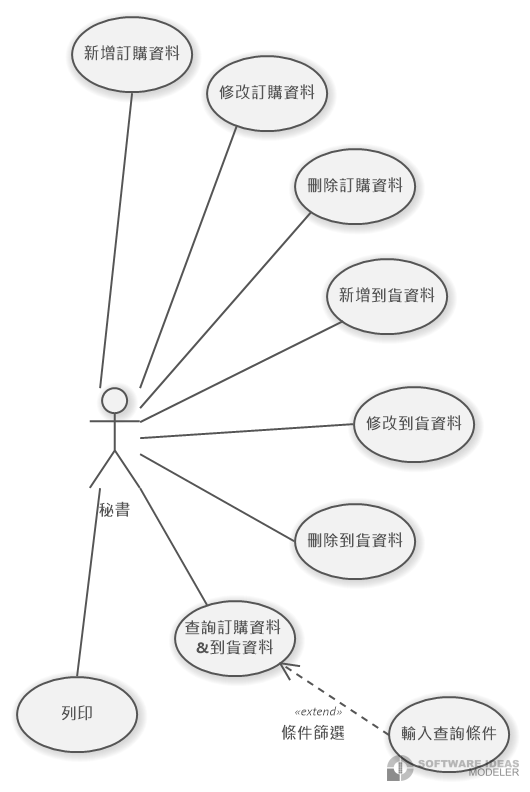 新增訂購資料
修改訂購資料
刪除訂購資料
新增到貨資料
修改到貨資料
秘書
刪除到貨資料
查詢訂購資料
&到貨資料
列印
«extend»
條件篩選
輸入查詢條件
SOFTWARE IDEAS
MODELER